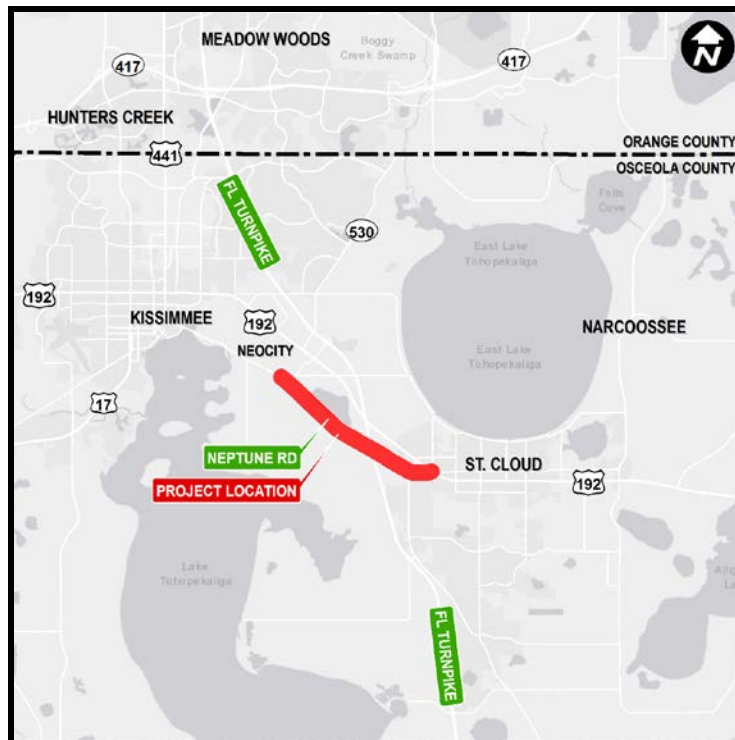 MEADOW WOODS
Boggy
Creek Swamp
417
417
N
HUNTERS CREEK
441
ORANGE COUNTY
OSCEOLA COUNTY
FL TURNPIKE
Fells
Cove
530
East Lake
Tohopekaliga
192
KISSIMMEE
192
NARCOOSSEE
NEOCITY
East Lake
Tohopekaliga
17
NEPTUNE RD
ST. CLOUD
PROJECT LOCATION
192
Lake
Tohopekaliga
Alli
La
FL TURNPIKE